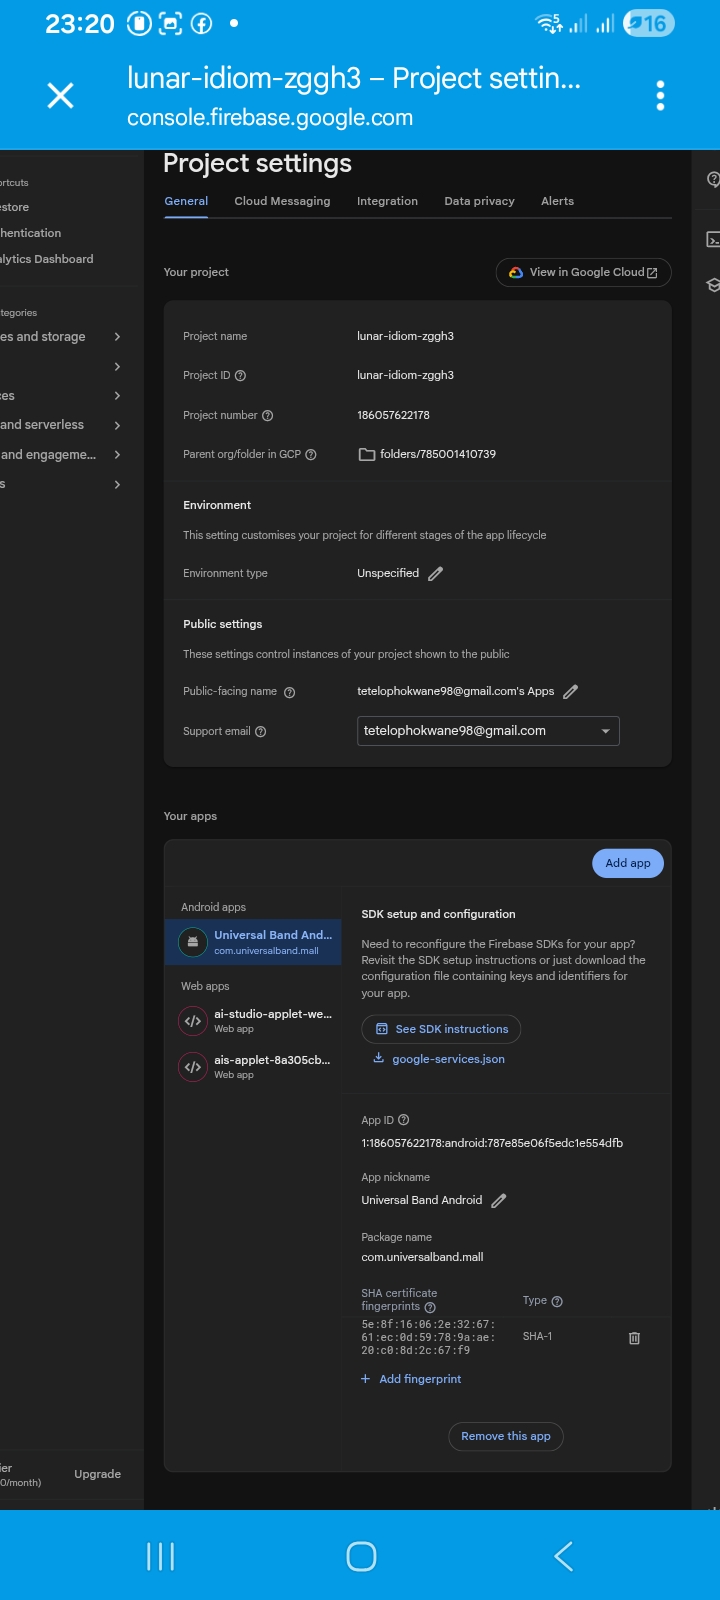 23:20
16
lunar-idiom-zggh3 – Project settin...
console.firebase.google.com
Project settings
General Cloud Messaging Integration Data privacy Alerts
ortcuts
estore
hentication
alytics Dashboard
tegories
es and storage
ces
and serverless
and engageme...
s
Your project
View in Google Cloud
Project name lunar-idiom-zggh3
Project ID lunar-idiom-zggh3
Project number 186057622178
Parent org/folder in GCP folders/785001410739
Environment
This setting customises your project for different stages of the app lifecycle
Environment type Unspecified
Public settings
These settings control instances of your project shown to the public
Public-facing name tetelophokwane98@gmail.com's Apps
Support email tetelophokwane98@gmail.com
Your apps
Add app
Android apps
Universal Band And...
com.universalband.mall
Web apps
ai-studio-applet-we...
Web app
ais-applet-8a305cb...
Web app
SDK setup and configuration
Need to reconfigure the Firebase SDKs for your app?
Revisit the SDK setup instructions or just download the
configuration file containing keys and identifiers for
your app.
See SDK instructions
google-services.json
App ID
1:186057622178:android:787e85e06f5edc1e554dfb
App nickname
Universal Band Android
Package name
com.universalband.mall
SHA certificate
fingerprints
Type
5e:8f:16:06:2e:32:67:
61:ec:0d:59:78:9a:ae:
20:c0:8d:2c:67:f9
SHA-1
+ Add fingerprint
Remove this app
ier
0/month)
Upgrade